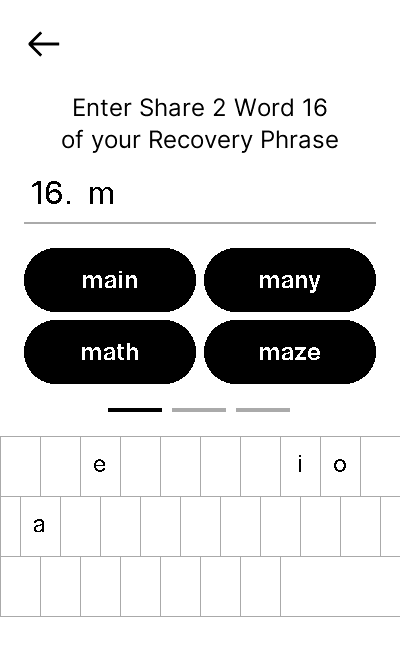 Enter Share 2 Word 16
of your Recovery Phrase
16. m
main many
math maze
e i o
a